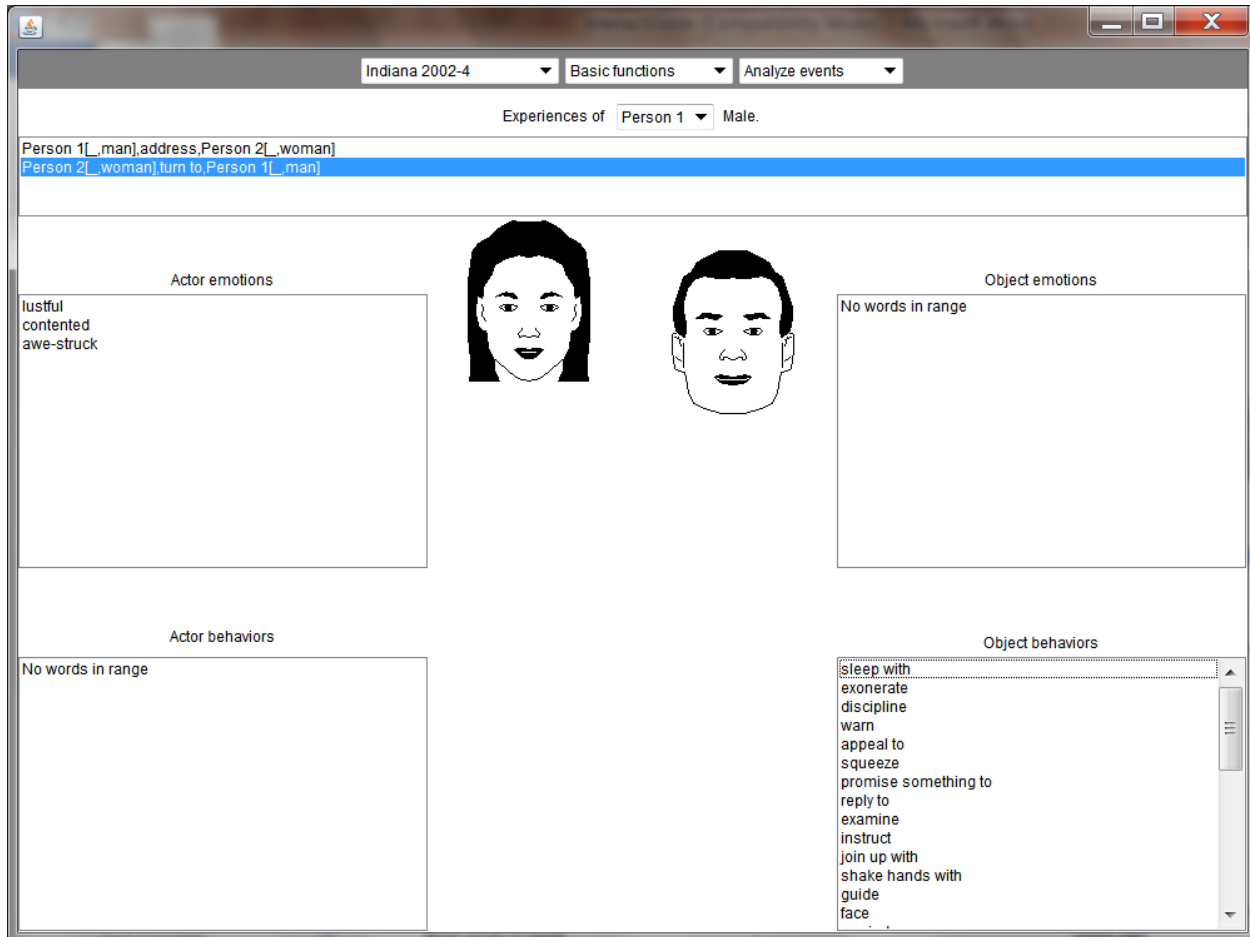 Indiana 2002-4 Basic functions Analyze events
Experiences of Person 1 Male.
Person 1[_,man],address,Person 2[_,woman]
Person 2[_,woman],turn to,Person 1[_,man]
Actor emotions
lustful
contented
awe-struck
Object emotions
No words in range
Actor behaviors
No words in range
Object behaviors
sleep with
exonerate
discipline
warn
appeal to
squeeze
promise something to
reply to
examine
instruct
join up with
shake hands with
guide
face